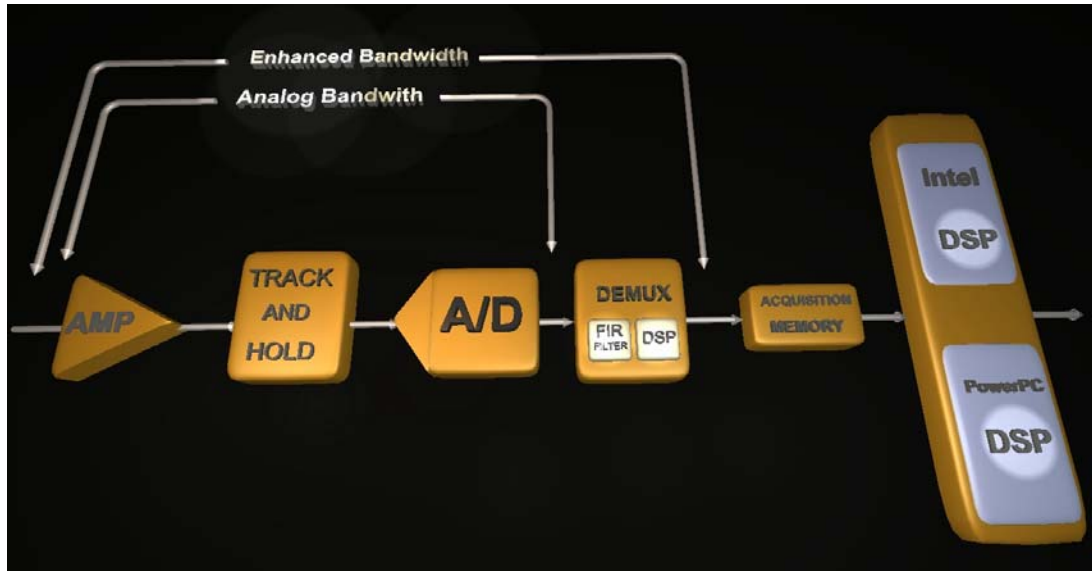 Enhanced Bandwidth
Analog Bandwith
AMP
TRACK
AND
HOLD
A/D
DEMUX
FIR
FILTER
DSP
ACQUISITION
MEMORY
Intel
DSP
PowerPC
DSP